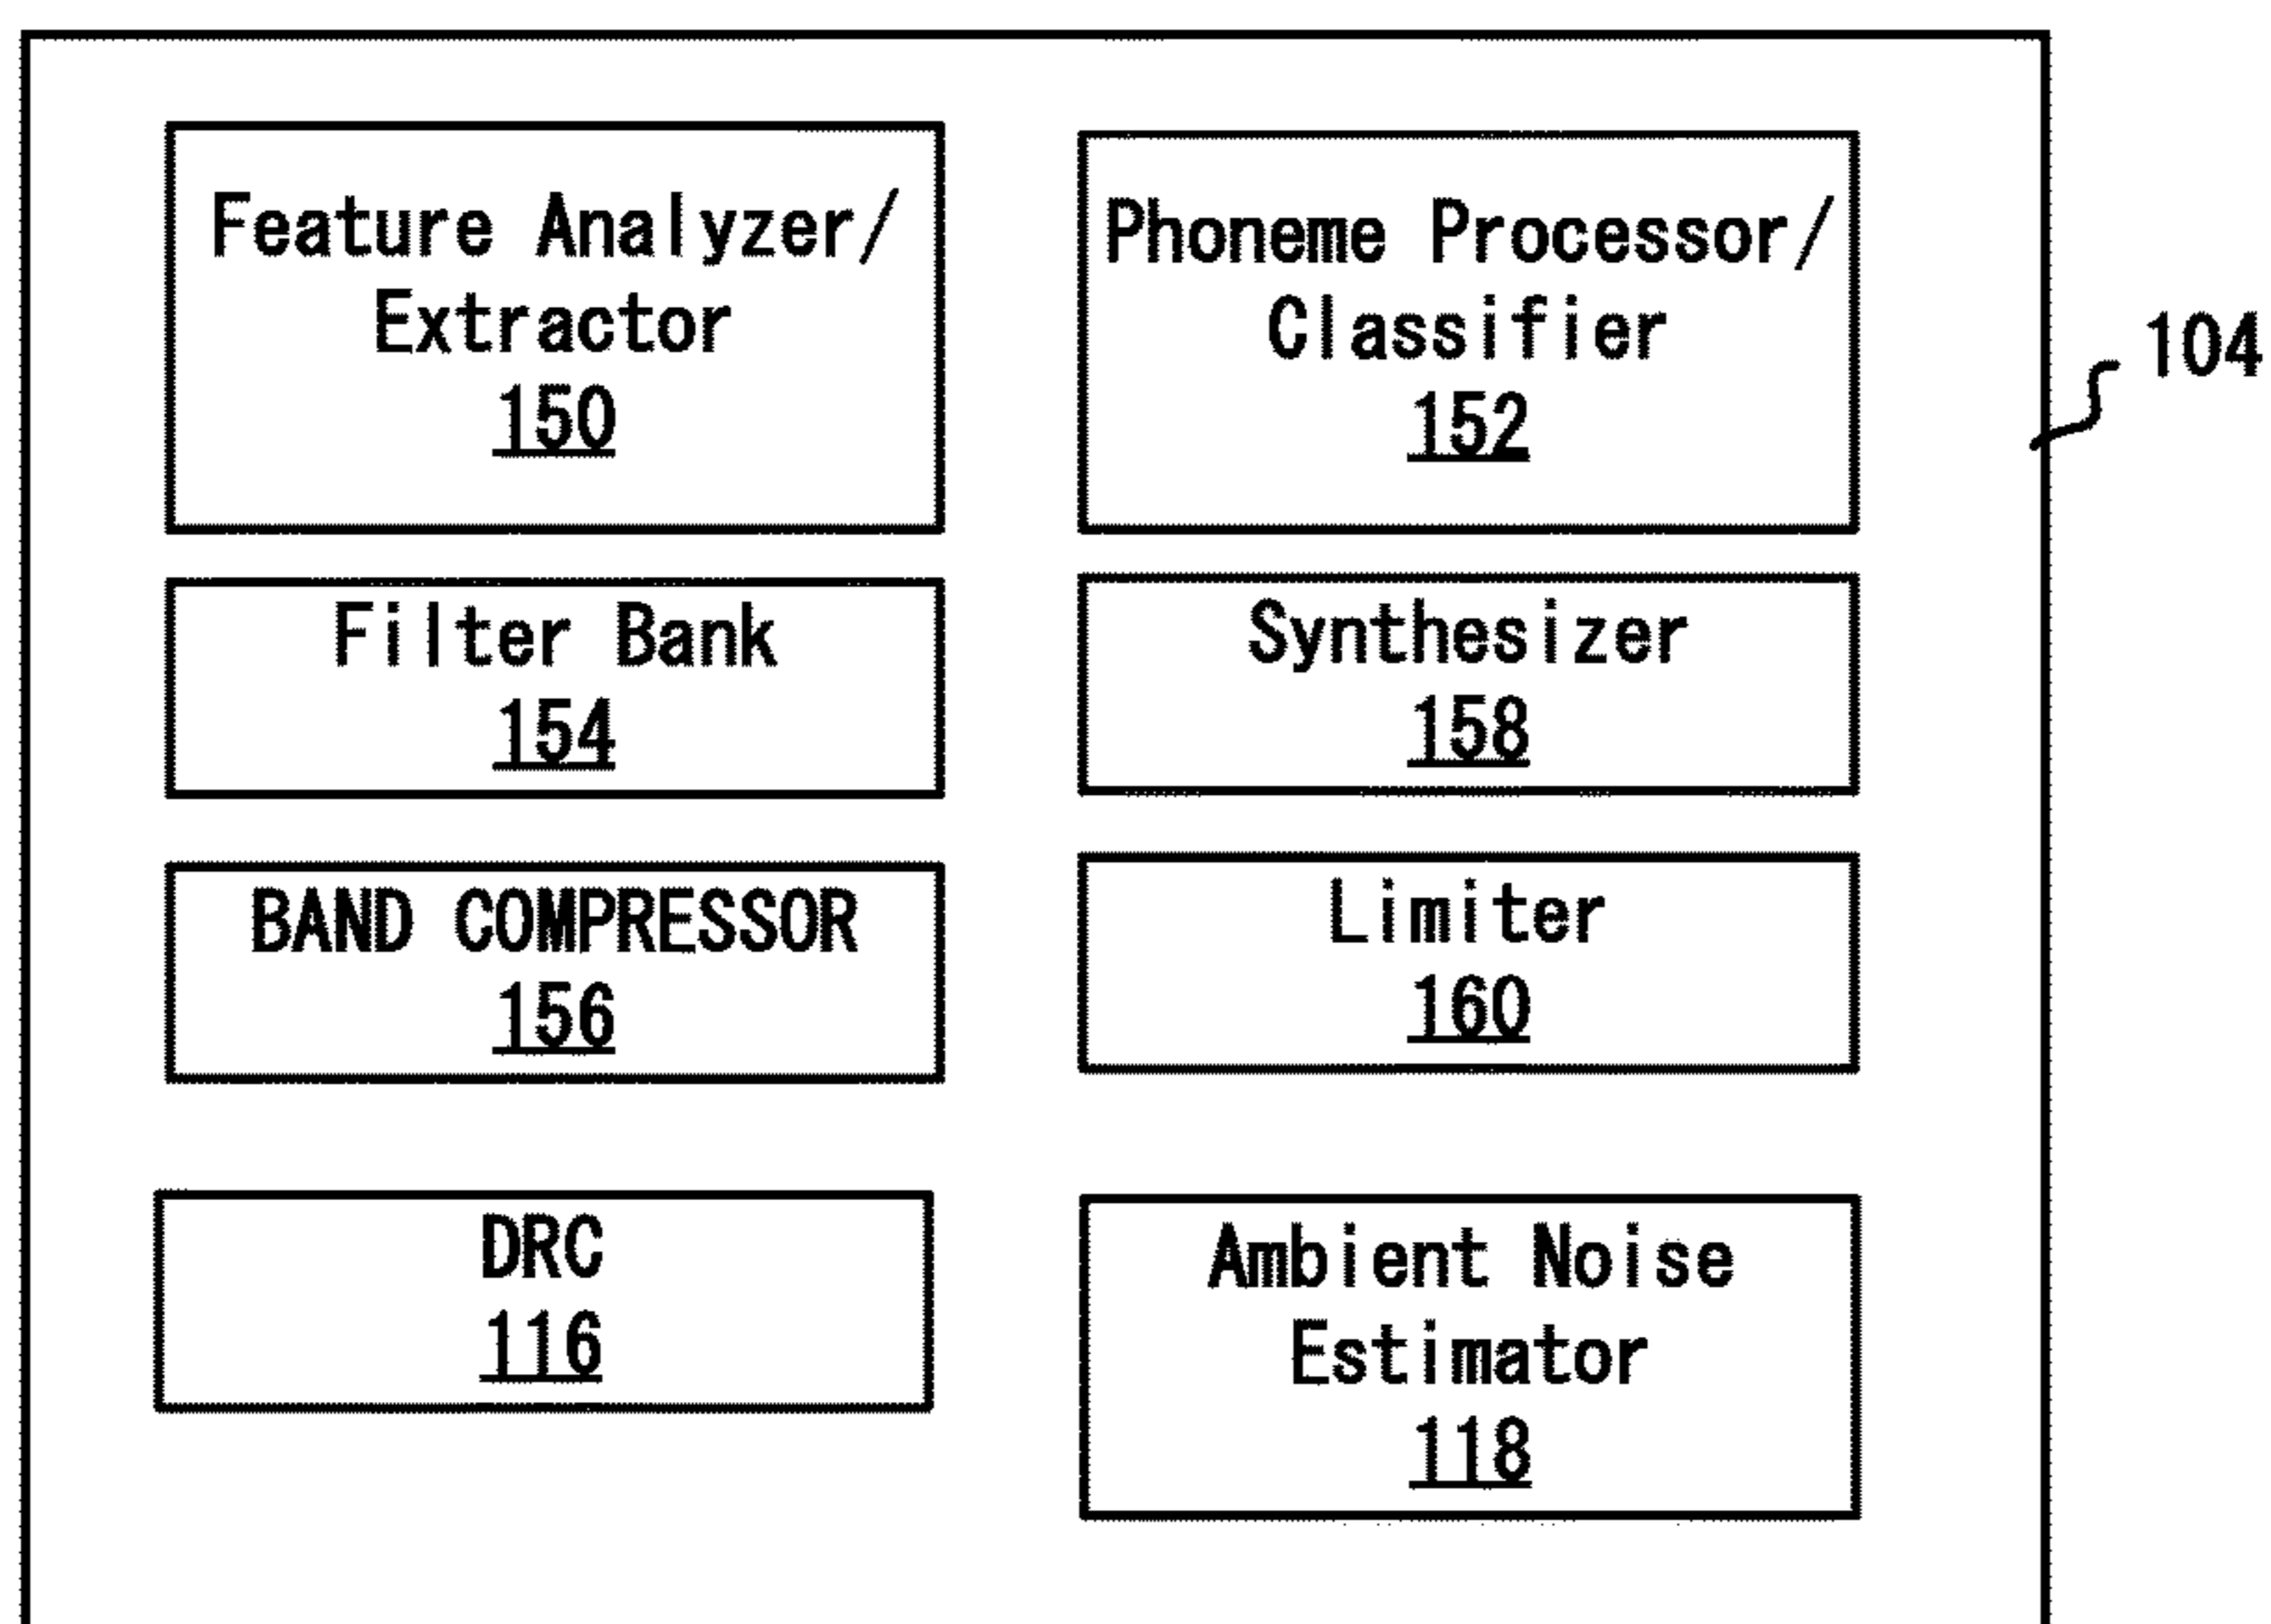 Feature Analyzer/
Extractor
150
Phoneme Processor/
Classifier
152
104
Filter Bank
154
Synthesizer
158
BAND COMPRESSOR
156
Limiter
160
DRC
116
Ambient Noise
Estimator
118